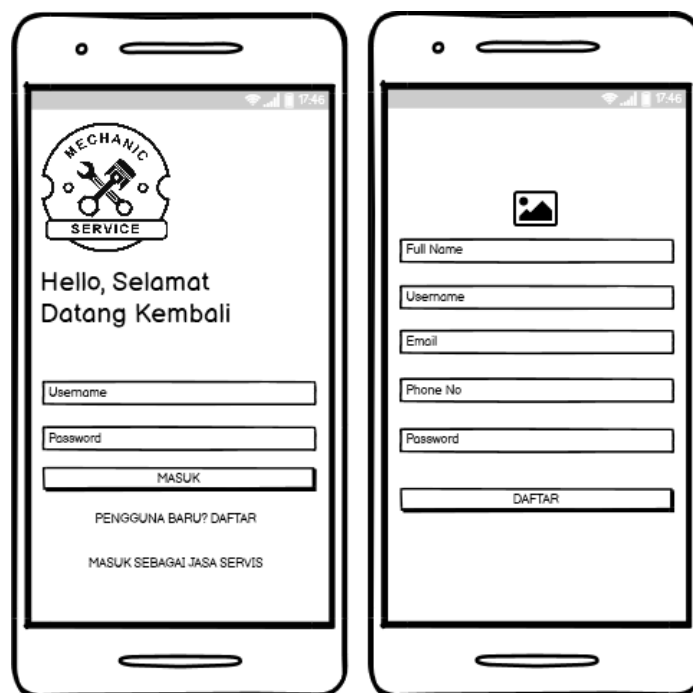 17:46
MECHANIC
SERVICE
Hello, Selamat
Datang Kembali
Username
Password
MASUK
PENGGUNA BARU? DAFTAR
MASUK SEBAGAI JASA SERVIS
17:46
Full Name
Username
Email
Phone No
Password
DAFTAR